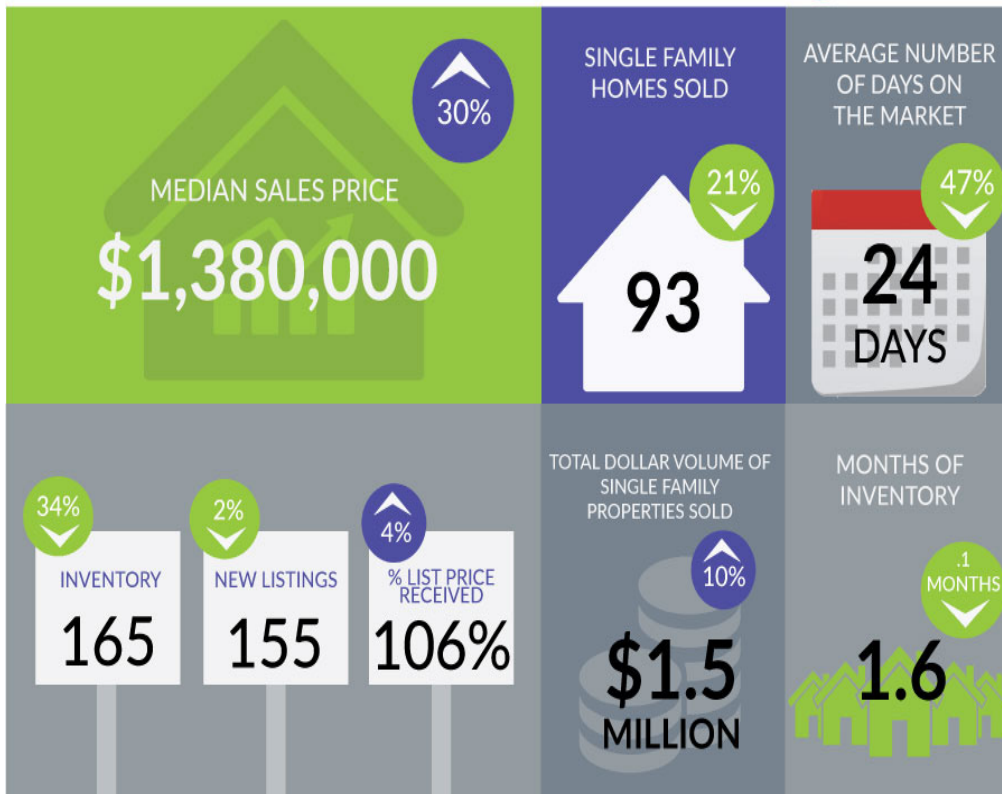 30%
MEDIAN SALES PRICE
$1,380,000
SINGLE FAMILY
HOMES SOLD
21%
93
AVERAGE NUMBER
OF DAYS ON
THE MARKET
47%
24
DAYS
34%
INVENTORY
165
2%
NEW LISTINGS
155
4%
% LIST PRICE
RECEIVED
106%
TOTAL DOLLAR VOLUME OF
SINGLE FAMILY
PROPERTIES SOLD
10%
$1.5
MILLION
MONTHS OF
INVENTORY
.1
MONTHS
1.6